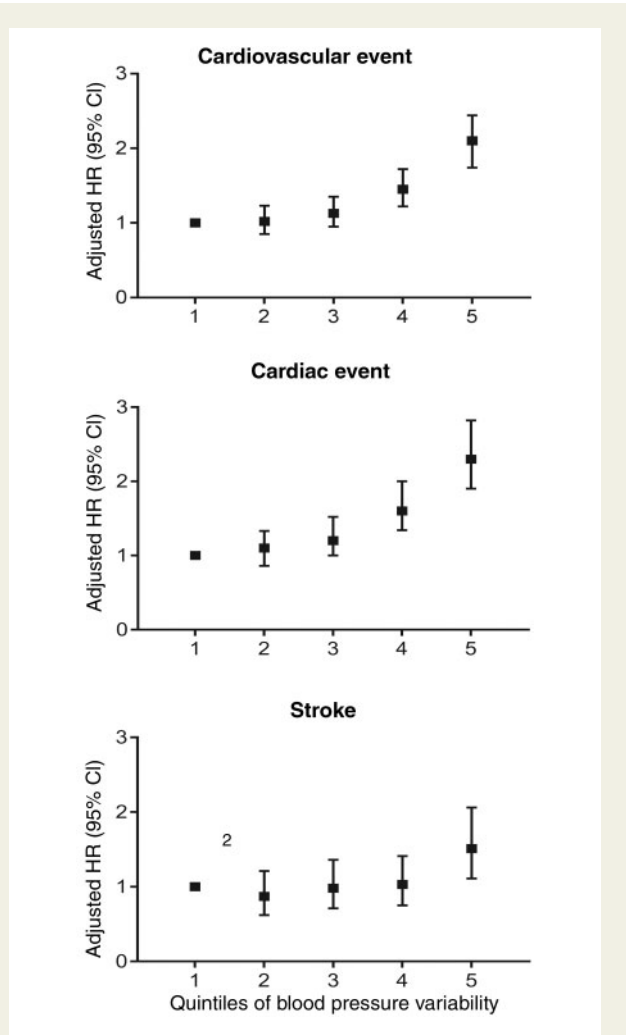 Cardiovascular event
Adjusted HR (95% CI)
3
2
1
0
1 2 3 4 5
Cardiac event
Adjusted HR (95% CI)
3
2
1
0
1 2 3 4 5
Stroke
Adjusted HR (95% CI)
3
2
2
1
0
1 2 3 4 5
Quintiles of blood pressure variability